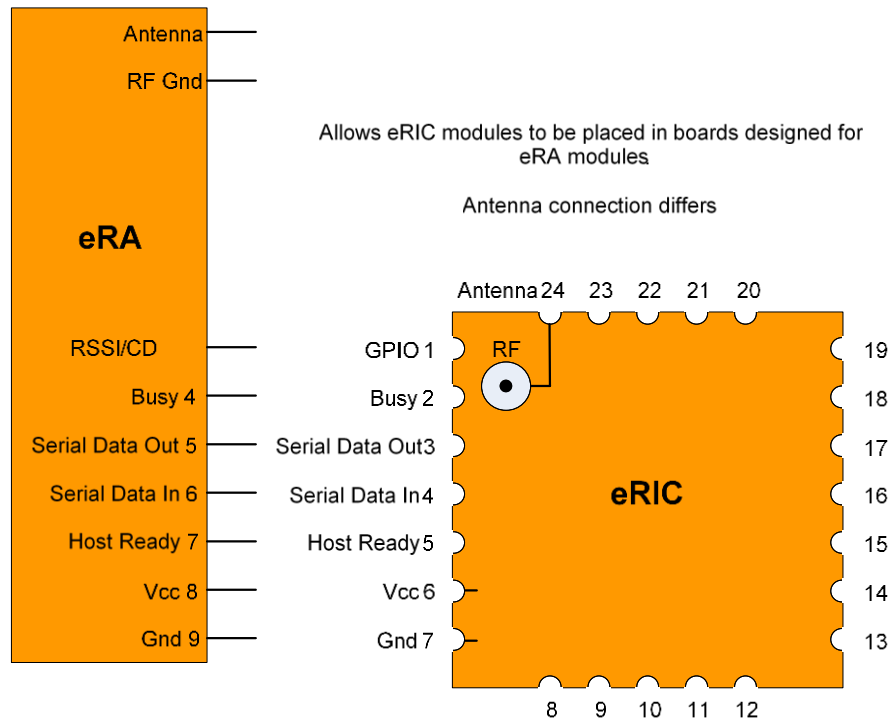 Antenna
RF Gnd
eRA
RSSI/CD
Busy 4
Serial Data Out 5
Serial Data In 6
Host Ready 7
Vcc 8
Gnd 9
Allows eRIC modules to be placed in boards designed for
eRA modules.
Antenna connection differs
Antenna 24 23 22 21 20
GPIO 1
Busy 2
Serial Data Out3
Serial Data In4
Host Ready 5
Vcc 6
Gnd 7
RF
eRIC
19
18
17
16
15
14
13
8 9 10 11 12